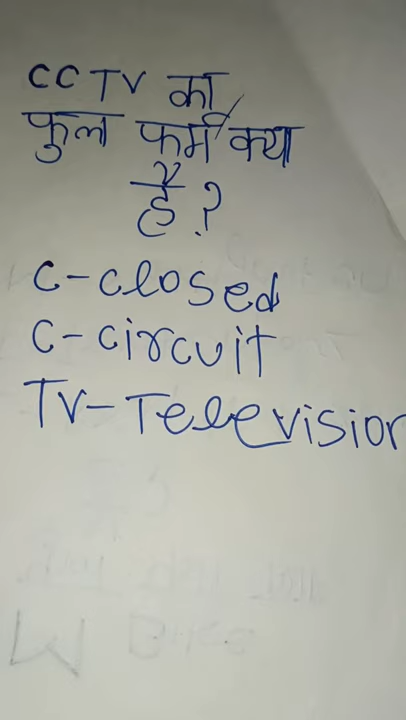 CCTV का
फुल फर्म क्या
है?
C-closed
C-circuit
TV-Television